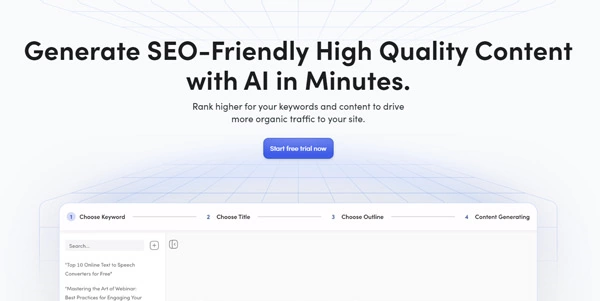 Generate SEO-Friendly High Quality Content
with AI in Minutes.
Rank higher for your keywords and content to drive
more organic traffic to your site.
Start free trial now
1 Choose Keyword 2 Choose Title 3 Choose Outline 4 Content Generating
Search...
"Top 10 Online Text to Speech
Converters for Free"
"Mastering the Art of Webinar:
Best Practices for Engaging Your